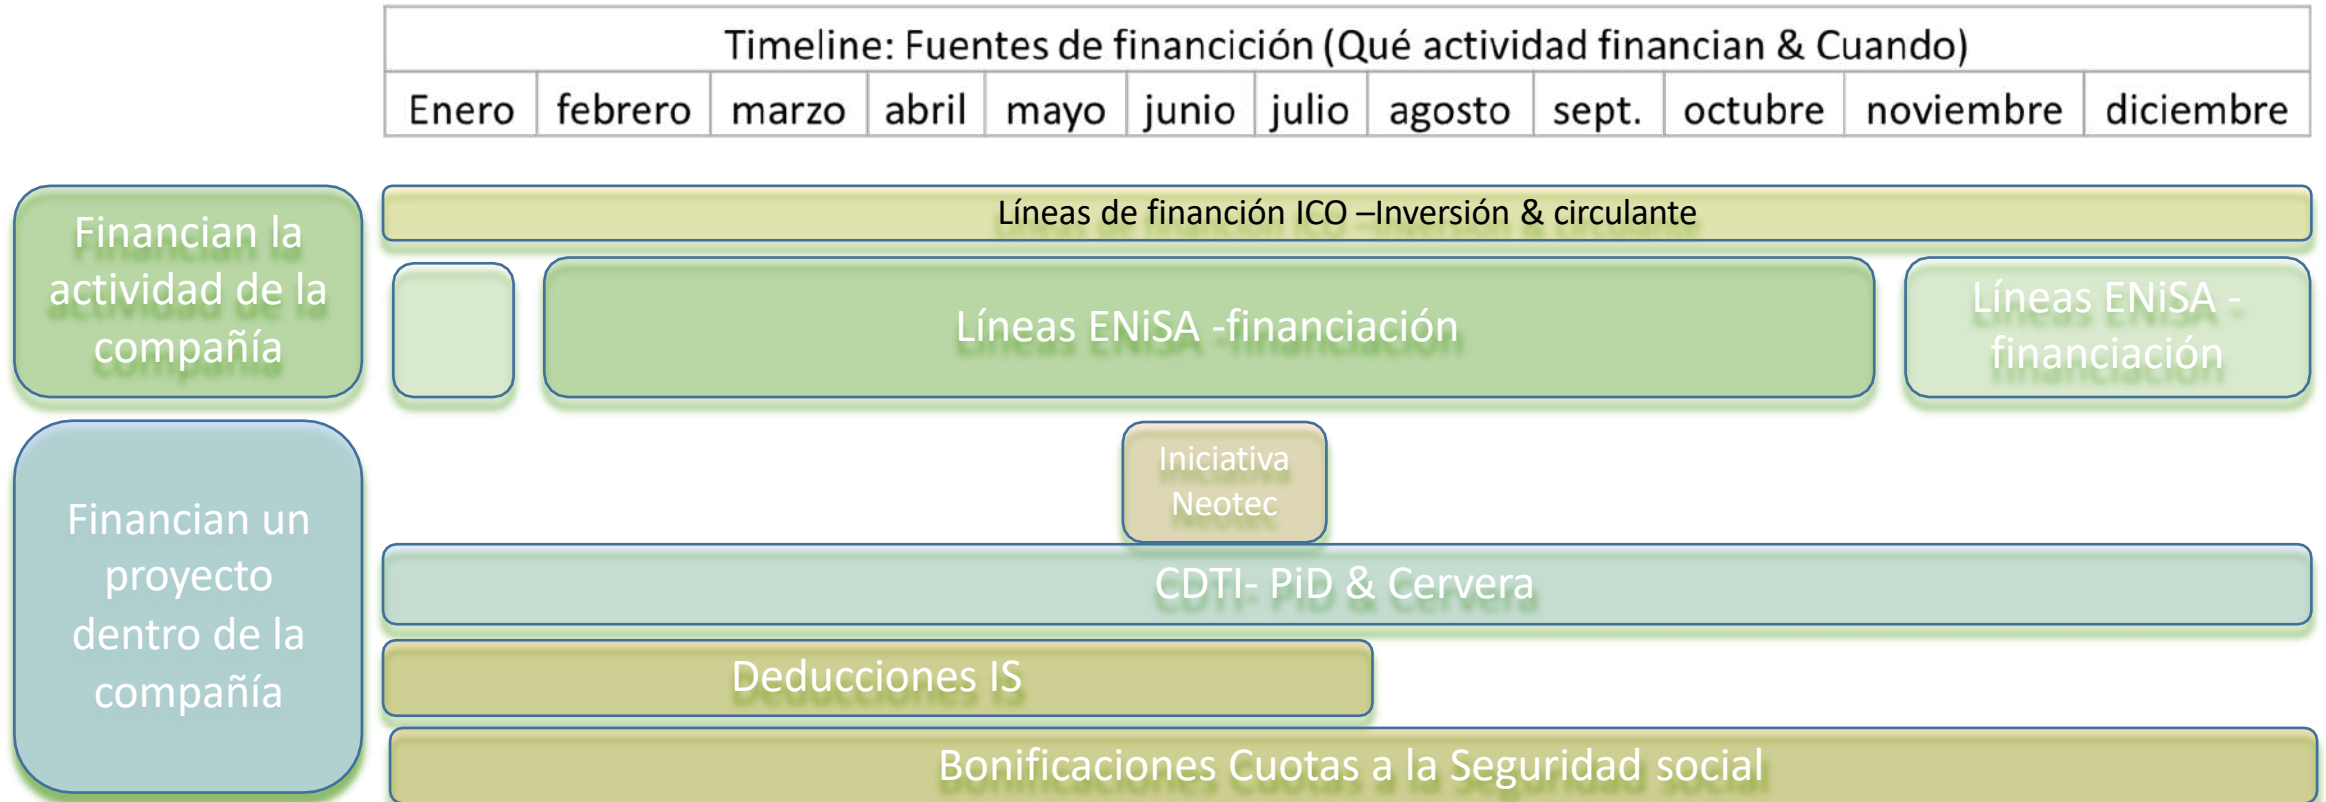 Timeline: Fuentes de financición (Qué actividad financian & Cuando)
Enero febrero marzo abril mayo junio julio agosto sept. octubre noviembre diciembre
Financian la
actividad de la
compañía
Líneas de financión ICO –Inversión & circulante
Líneas ENiSA -financiación
Líneas ENiSA -
financiación
Financian un
proyecto
dentro de la
compañía
Iniciativa
Neotec
CDTI- PiD & Cervera
Deducciones IS
Bonificaciones Cuotas a la Seguridad social